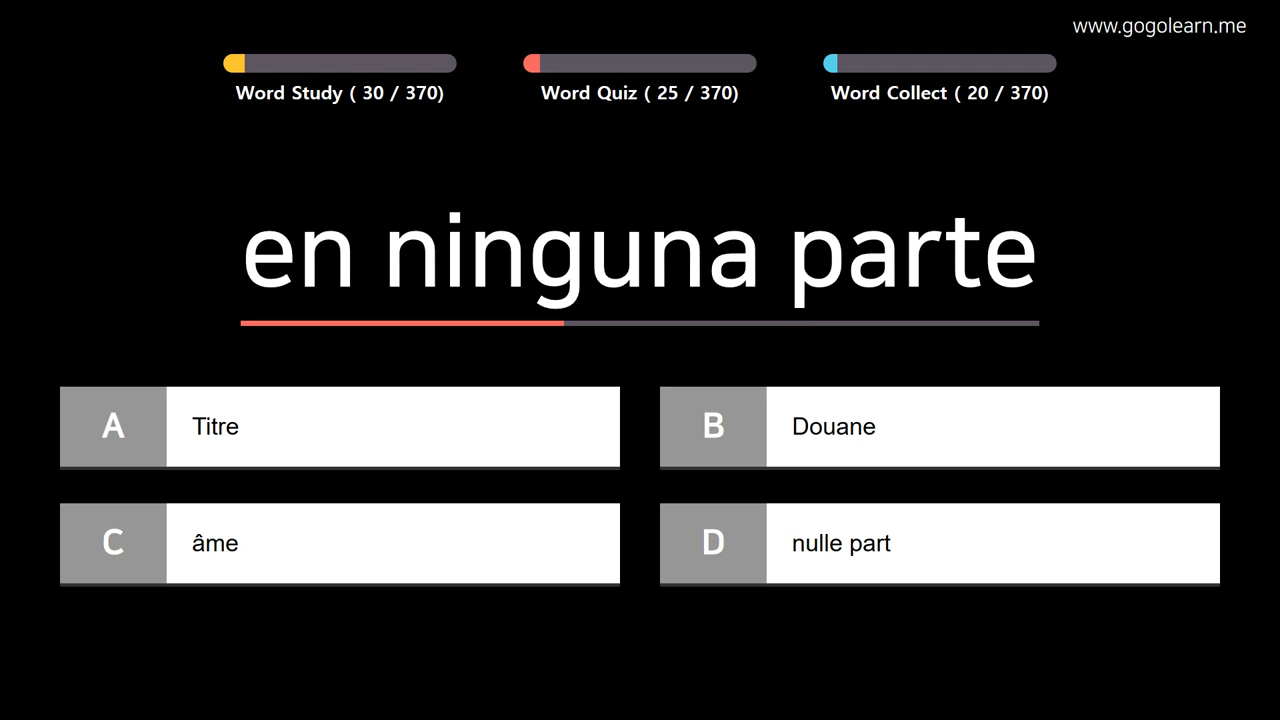 www.gogolearn.me
Word Study ( 30 / 370)
Word Quiz ( 25 / 370)
Word Collect ( 20 / 370)
en ninguna parte
A Titre
B Douane
C âme
D nulle part